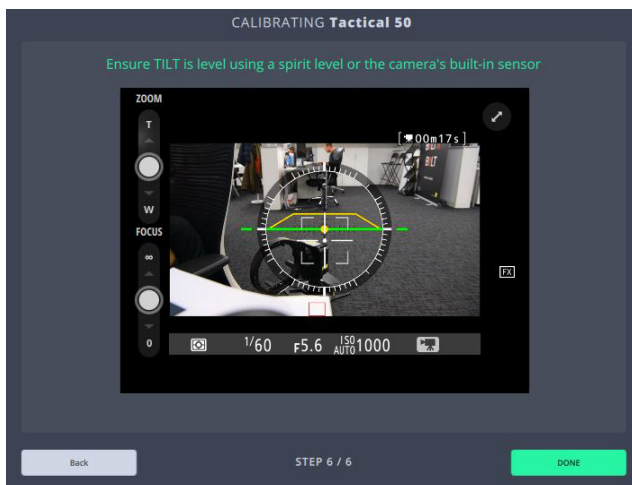 CALIBRATING Tactical 50
Ensure TILT is level using a spirit level or the camera's built-in sensor
ZOOM
T
W
FOCUS
∞
0
[00m17s]
BILT
FX
1/60 F5.6 ISO AUTO 1000
Back
STEP 6 / 6
DONE